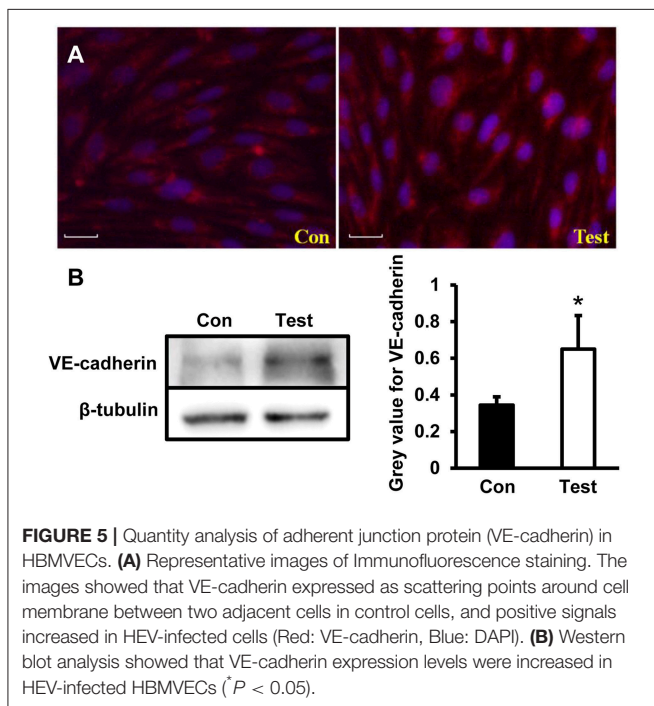 A
Con
Test
B
Con Test
VE-cadherin
β-tubulin
Grey value for VE-cadherin
1
0.8
0.6
0.4
0.2
0
*
Con Test
FIGURE 5 | Quantity analysis of adherent junction protein (VE-cadherin) in
HBMVECs. (A) Representative images of Immunofluorescence staining. The
images showed that VE-cadherin expressed as scattering points around cell
membrane between two adjacent cells in control cells, and positive signals
increased in HEV-infected cells (Red: VE-cadherin, Blue: DAPI). (B) Western
blot analysis showed that VE-cadherin expression levels were increased in
HEV-infected HBMVECs (*P < 0.05).